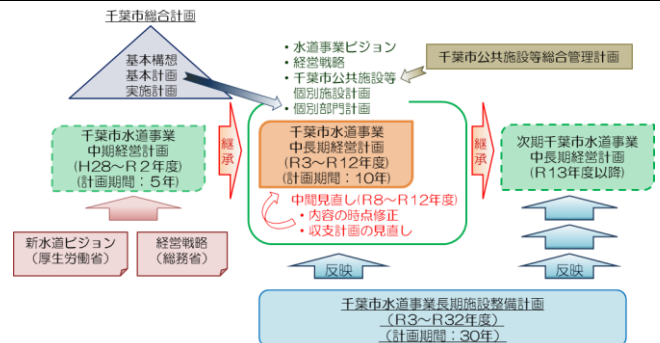 千葉市総合計画
基本構想
基本計画
実施計画
・水道事業ビジョン
・経営戦略
・千葉市公共施設等
個別施設計画
・個別部門計画
千葉市公共施設等総合管理計画
千葉市水道事業
中期経営計画
(H28～R2年度)
(計画期間：5年)
継承
千葉市水道事業
中長期経営計画
(R3～R12年度)
(計画期間：10年)
中間見直し(R8～R12年度)
・内容の時点修正
・収支計画の見直し
継承
次期千葉市水道事業
中長期経営計画
(R13年度以降)
新水道ビジョン
(厚生労働省)
経営戦略
(総務省)
反映
反映
千葉市水道事業長期施設整備計画
(R3～R32年度)
(計画期間：30年)